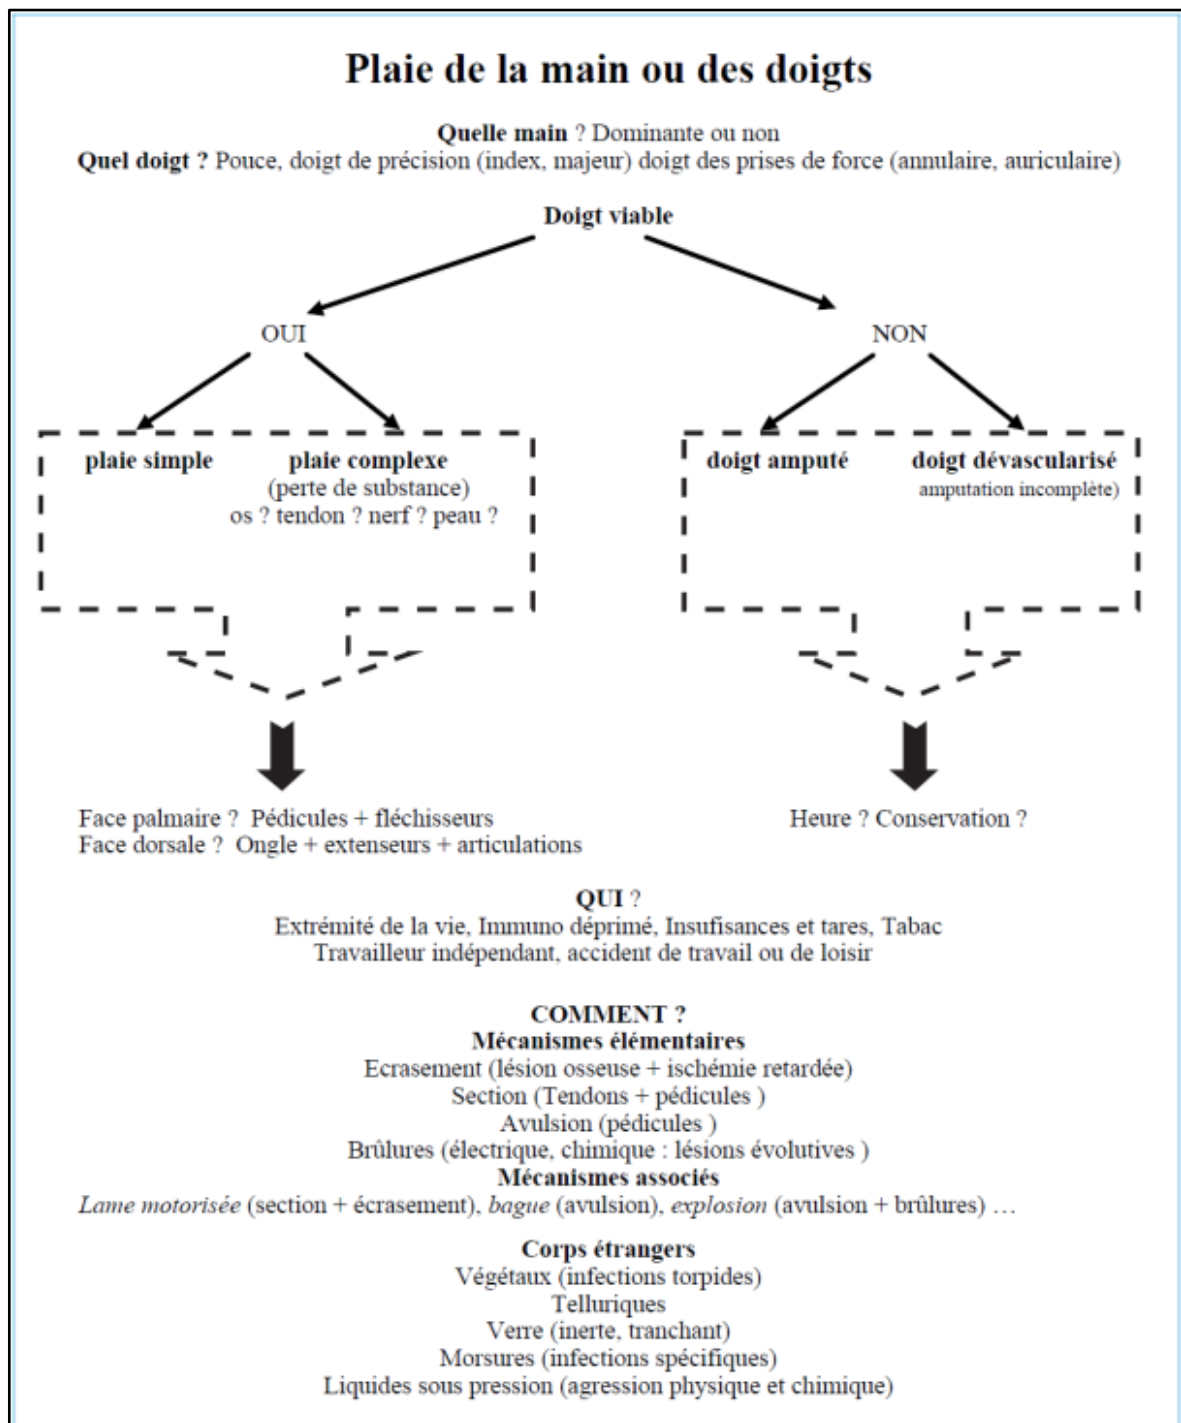 Plaie de la main ou des doigts
Quelle main ? Dominante ou non
Quel doigt ? Pouce, doigt de précision (index, majeur) doigt des prises de force (annulaire, auriculaire)
Doigt viable
OUI
NON
plaie simple
plaie complexe
(perte de substance)
os ? tendon ? nerf ? peau ?
doigt amputé
doigt dévascularisé
amputation incomplète)
Face palmaire ? Pédicules + fléchisseurs
Face dorsale ? Ongle + extenseurs + articulations
Heure ? Conservation ?
QUI ?
Extrémité de la vie, Immuno déprimé, Insufisances et tares, Tabac
Travailleur indépendant, accident de travail ou de loisir
COMMENT ?
Mécanismes élémentaires
Ecrasement (lésion osseuse + ischémie retardée)
Section (Tendons + pédicules )
Avulsion (pédicules )
Brûlures (électrique, chimique : lésions évolutives )
Mécanismes associés
Lame motorisée (section + écrasement), bague (avulsion), explosion (avulsion + brûlures) …
Corps étrangers
Végétaux (infections torpides)
Telluriques
Verre (inerte, tranchant)
Morsures (infections spécifiques)
Liquides sous pression (agression physique et chimique)